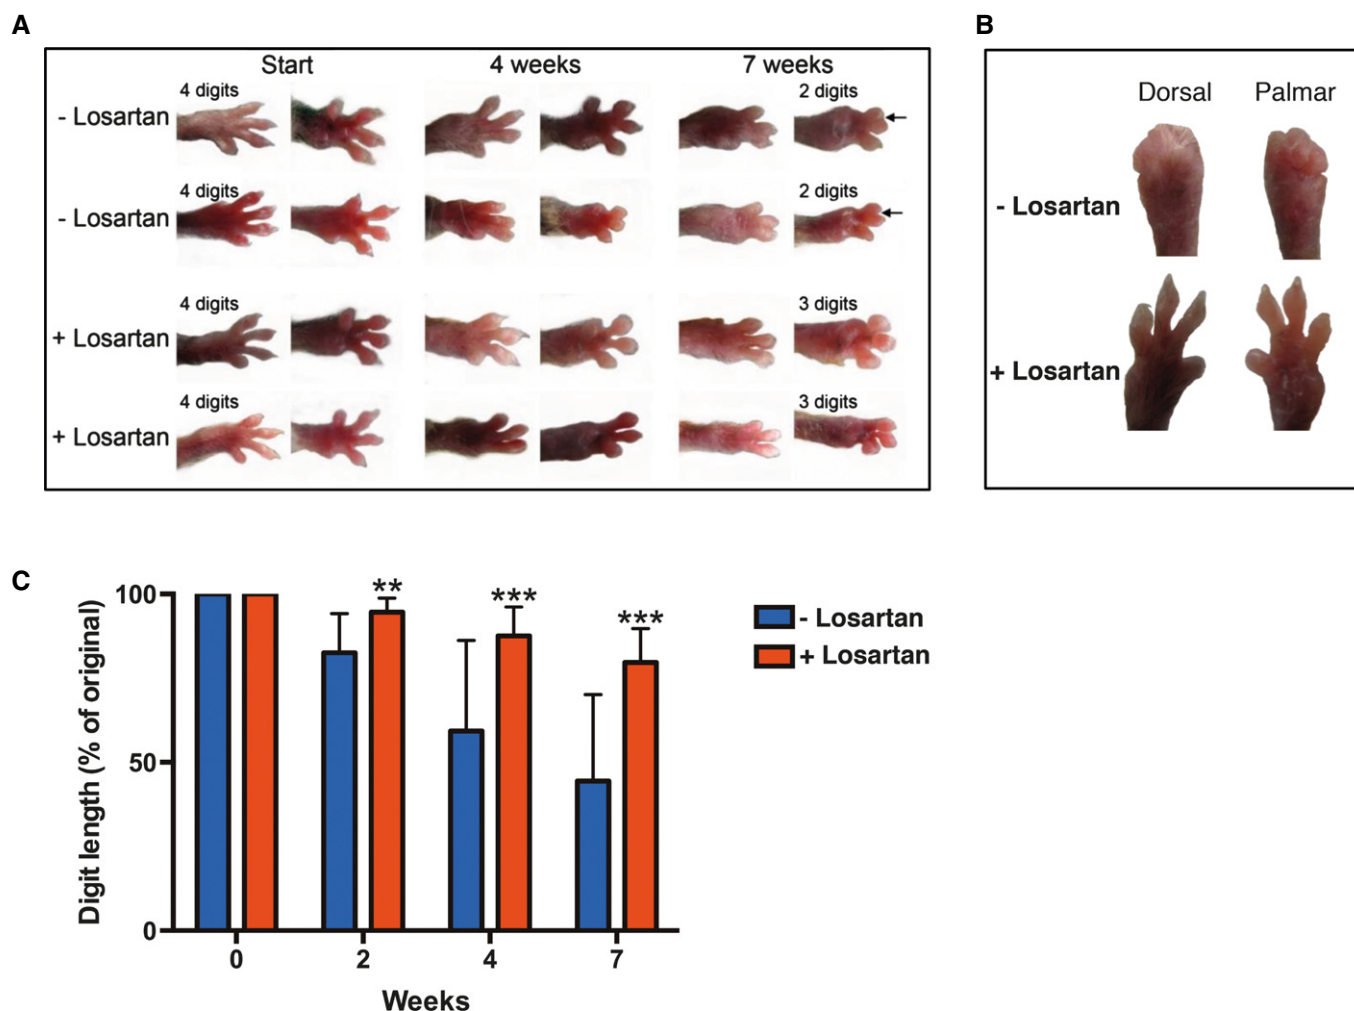 A
Start 4 weeks 7 weeks
4 digits 2 digits
- Losartan
4 digits 2 digits
- Losartan
4 digits 3 digits
+ Losartan
4 digits 3 digits
+ Losartan
B
Dorsal Palmar
- Losartan
+ Losartan
C
Digit length (% of original)
100
50
0
** *** ***
0 2 4 7
Weeks
- Losartan
+ Losartan